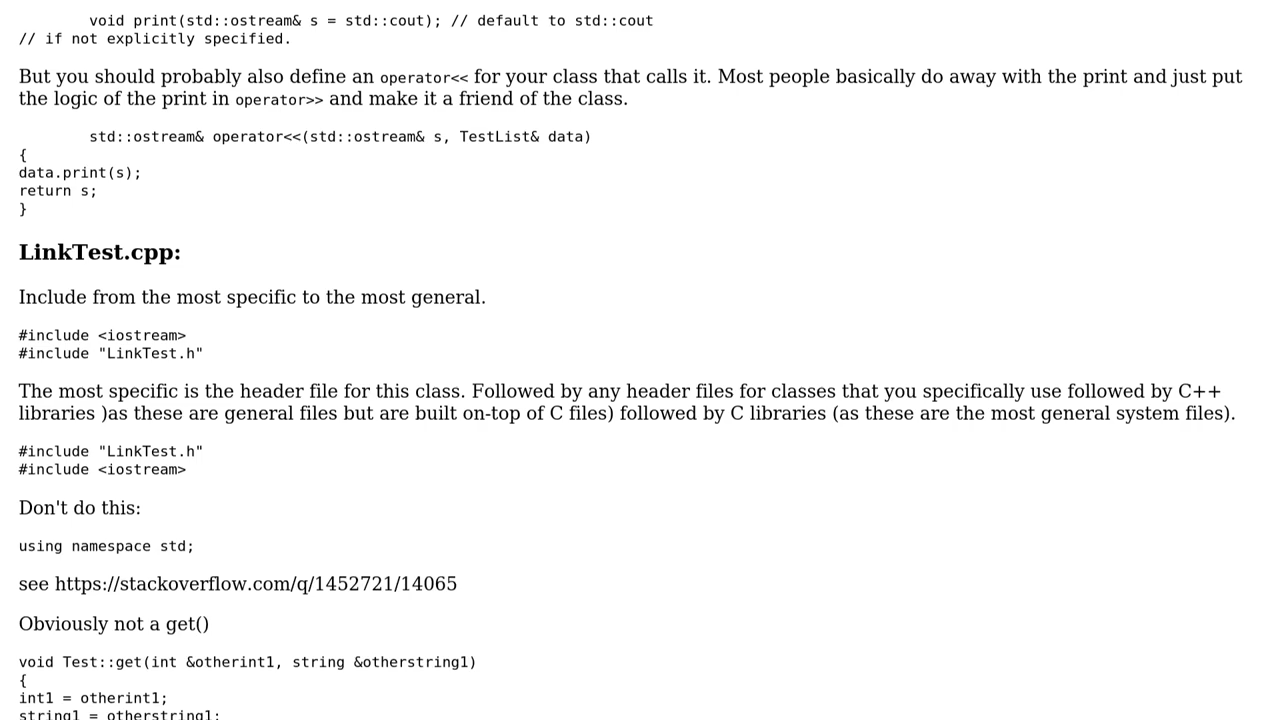 void print(std::ostream& s = std::cout); // default to std::cout
// if not explicitly specified.
But you should probably also define an operator<< for your class that calls it. Most people basically do away with the print and just put
the logic of the print in operator>> and make it a friend of the class.
std::ostream& operator<<(std::ostream& s, TestList& data)
{
data.print(s);
return s;
}
LinkTest.cpp:
Include from the most specific to the most general.
#include <iostream>
#include "LinkTest.h"
The most specific is the header file for this class. Followed by any header files for classes that you specifically use followed by C++
libraries )as these are general files but are built on-top of C files) followed by C libraries (as these are the most general system files).
#include "LinkTest.h"
#include <iostream>
Don't do this:
using namespace std;
see https://stackoverflow.com/q/1452721/14065
Obviously not a get()
void Test::get(int &otherint1, string &otherstring1)
{
int1 = otherint1;
string1 = otherstring1;